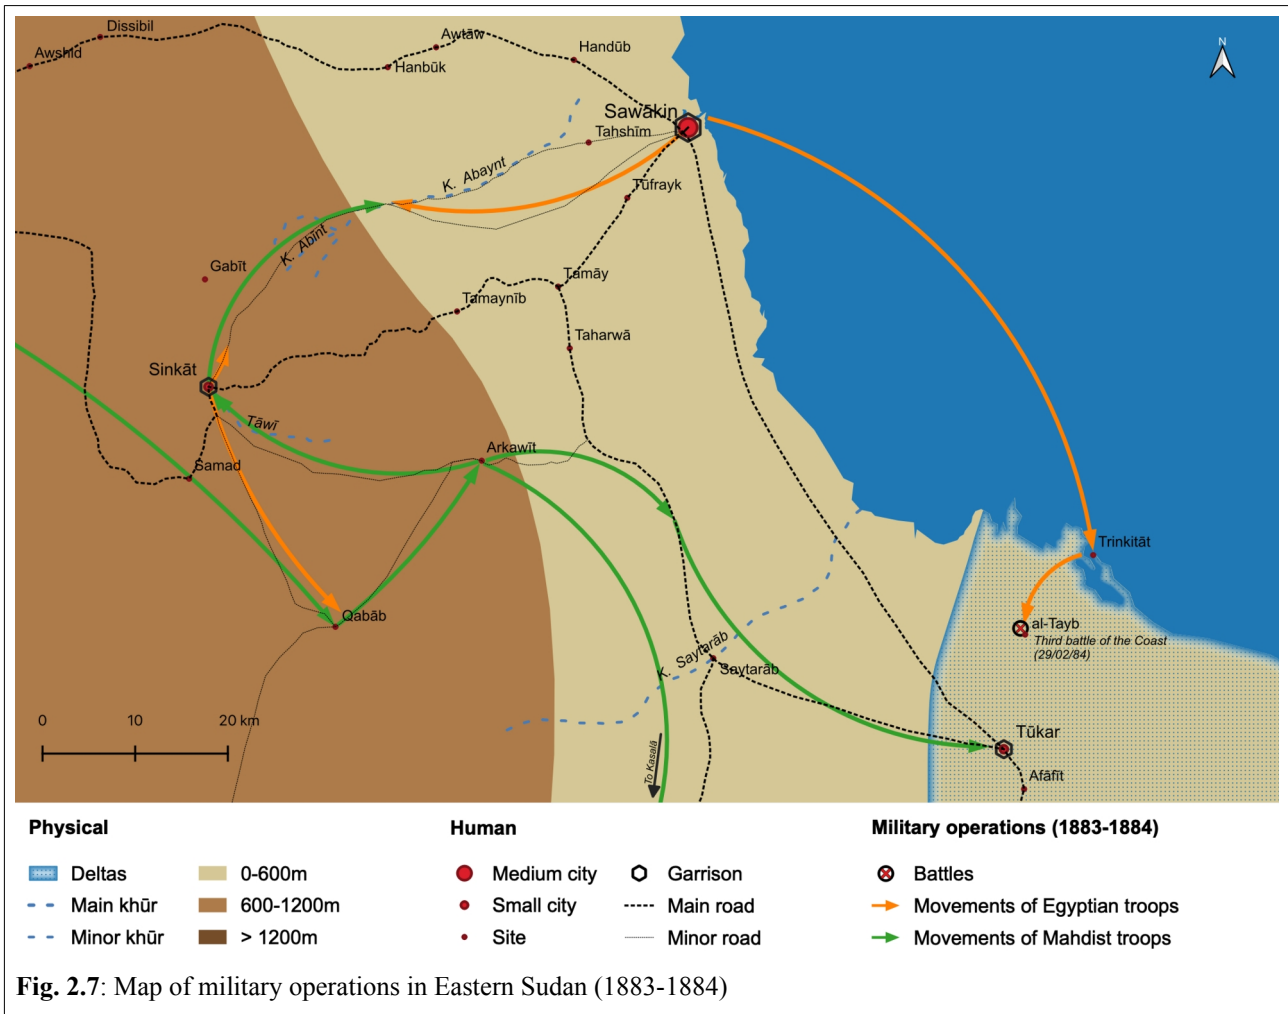 Dissibil
Awshīd
Awtāw
Hanbūk
Handūb
N
Sawākin
Tahshīm
K. Abaynt
Tūfrayk
K. Abīnt
Gabīt
Tamāy
Tamaynīb
Taharwā
Sinkāt
Tāwī
Arkawīt
Samad
Trinkitāt
Qabāb
al-Tayb
Third battle of the Coast
(29/02/84)
K. Saytarāb
Saytarāb
0 10 20 km
To Kasalā
Tūkar
Afāfīt
Physical
Deltas
Main khūr
Minor khūr
0-600m
600-1200m
> 1200m
Human
Medium city
Small city
Site
Garrison
Main road
Minor road
Military operations (1883-1884)
Battles
Movements of Egyptian troops
Movements of Mahdist troops
Fig. 2.7: Map of military operations in Eastern Sudan (1883-1884)